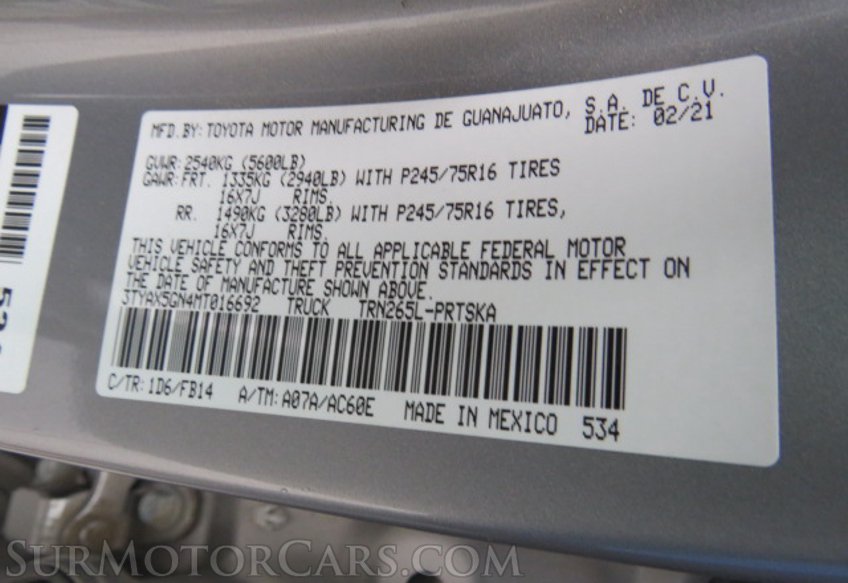 MFD.BY: TOYOTA MOTOR MANUFACTURING DE GUANAJUATO, S.A. DE C.V.
DATE: 02/21
GVWR: 2540KG (5600LB)
GAWR: FRT. 1335KG (2940LB) WITH P245/75R16 TIRES
16X7J RIMS,
RR. 1490KG (3280LB) WITH P245/75R16 TIRES,
16X7J RIMS,
THIS VEHICLE CONFORMS TO ALL APPLICABLE FEDERAL MOTOR
VEHICLE SAFETY AND THEFT PREVENTION STANDARDS IN EFFECT ON
THE DATE OF MANUFACTURE SHOWN ABOVE.
3TYAX5GN4MT016692 TRUCK TRN265L-PRTSKA
C/TR: 1D6/FB14 A/TM: A07A/AC60E MADE IN MEXICO 534
SURMOTORCARS.COM